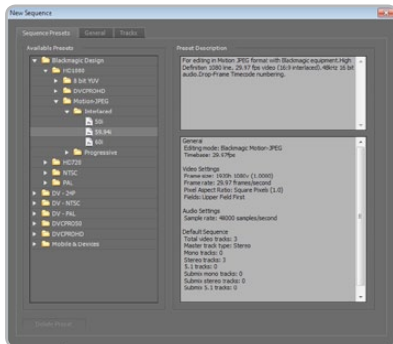 New Sequence
Sequence Presets
General
Tracks
Available Presets
Blackmagic Design
HD1080
8 bit YUV
DVCPROHD
Motion-JPEG
Interlaced
50i
59.94i
60i
Progressive
HD720
NTSC
PAL
DV - 24P
DV - NTSC
DV - PAL
DVCPRO50
DVCPROHD
Mobile & Devices
Delete Preset
Preset Description
For editing in Motion JPEG format with Blackmagic equipment.High
Definition 1080 line, 29.97 fps video (16:9 interlaced). 48kHz 16 bit
audio.Drop-Frame Timecode numbering.
General
Editing mode: Blackmagic Motion-JPEG
Timebase: 29.97fps
Video Settings
Frame size: 1920h 1080v (1.0000)
Frame rate: 29.97 frames/second
Pixel Aspect Ratio: Square Pixels (1.0)
Fields: Upper Field First
Audio Settings
Sample rate: 48000 samples/second
Default Sequence
Total video tracks: 3
Master track type: Stereo
Mono tracks: 0
Stereo tracks: 3
5.1 tracks: 0
Submix mono tracks: 0
Submix stereo tracks: 0
Submix 5.1 tracks: 0